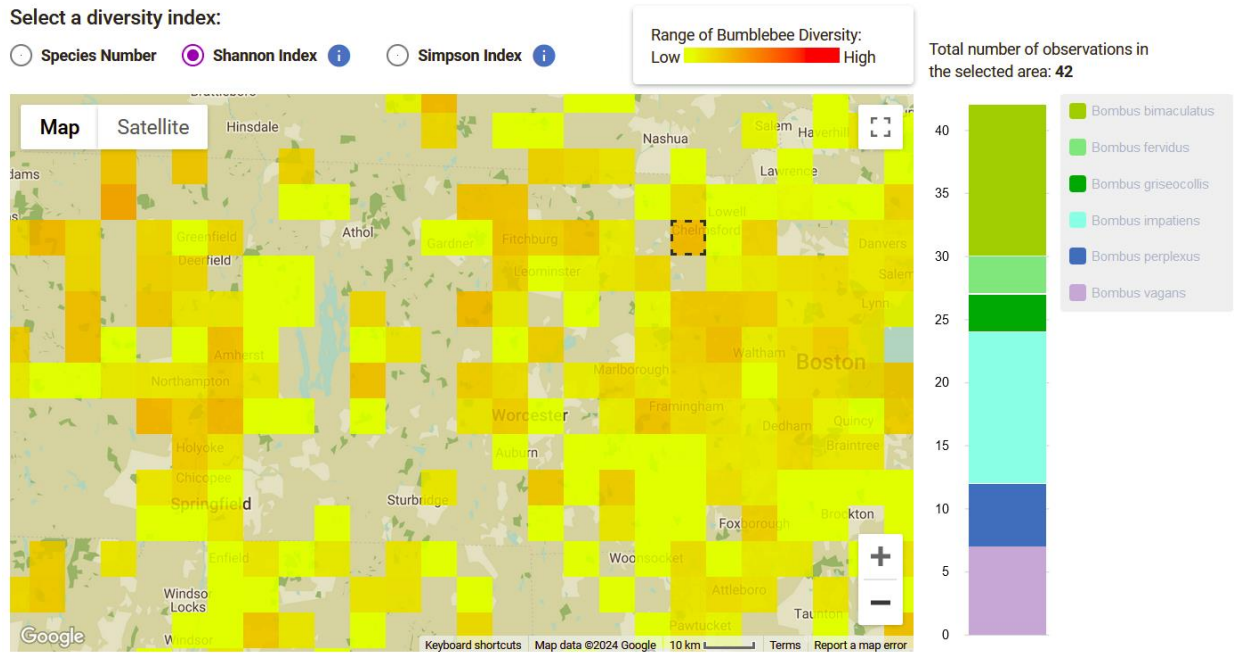 Select a diversity index:
Species Number
Shannon Index
i
Simpson Index
i
Range of Bumblebee Diversity:
Low
High
Total number of observations in
the selected area: 42
Map
Satellite
Hinsdale
Nashua
Salem
Haverhill
Lawrence
Lowell
Chelmsford
Greenfield
Deerfield
Athol
Gardner
Fitchburg
Danvers
Leominster
Salem
Lynn
Amherst
Waltham
Boston
Northampton
Marlborough
Worcester
Framingham
Quincy
Dedham
Braintree
Holyoke
Auburn
Chicopee
Springfield
Sturbridge
Foxborough
Brockton
Enfield
Woonsocket
Windsor
Locks
Attleboro
Taunton
Pawtucket
Windsor
Google
Keyboard shortcuts
Map data ©2024 Google
10 km
Terms
Report a map error
+
−
40
35
30
25
20
15
10
5
0
Bombus bimaculatus
Bombus fervidus
Bombus griseocollis
Bombus impatiens
Bombus perplexus
Bombus vagans